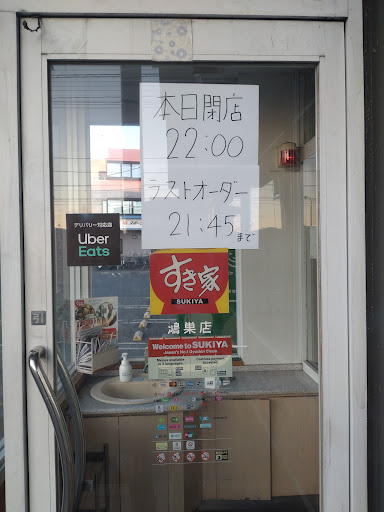 本日閉店
22:00
ラストオーダー
21:45まで
デリバリー対応店
Uber
Eats
すき家
SUKIYA
鴻巣店
Welcome to SUKIYA
Japan's No.1 Gyudon Chain
引